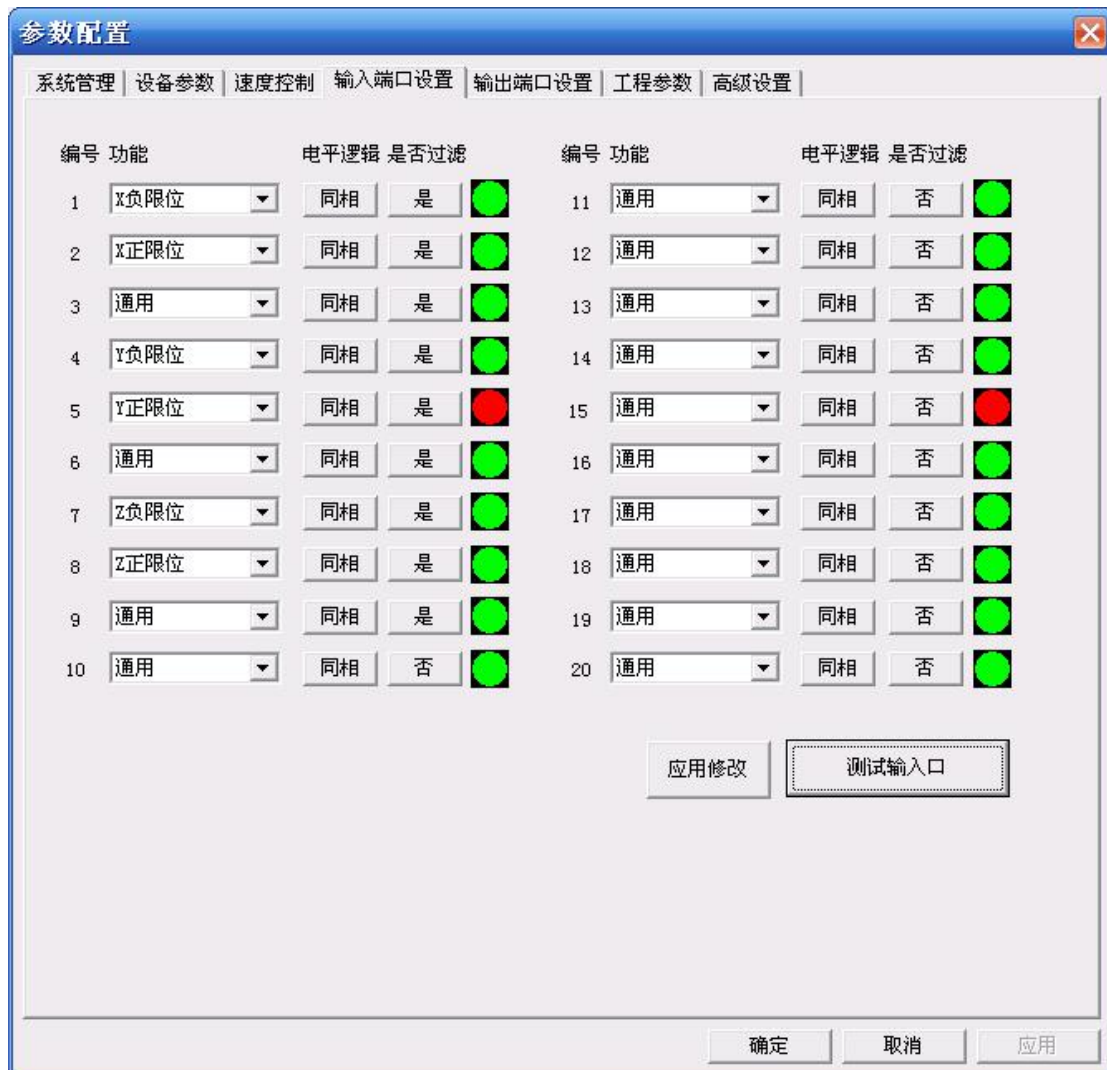 参数配置
系统管理 设备参数 速度控制 输入端口设置 输出端口设置 工程参数 高级设置
编号 功能 电平逻辑 是否过滤 编号 功能 电平逻辑 是否过滤
1 X负限位 同相 是 11 通用 同相 否
2 X正限位 同相 是 12 通用 同相 否
3 通用 同相 是 13 通用 同相 否
4 Y负限位 同相 是 14 通用 同相 否
5 Y正限位 同相 是 15 通用 同相 否
6 通用 同相 是 16 通用 同相 否
7 Z负限位 同相 是 17 通用 同相 否
8 Z正限位 同相 是 18 通用 同相 否
9 通用 同相 是 19 通用 同相 否
10 通用 同相 否 20 通用 同相 否
应用修改 测试输入口
确定 取消 应用